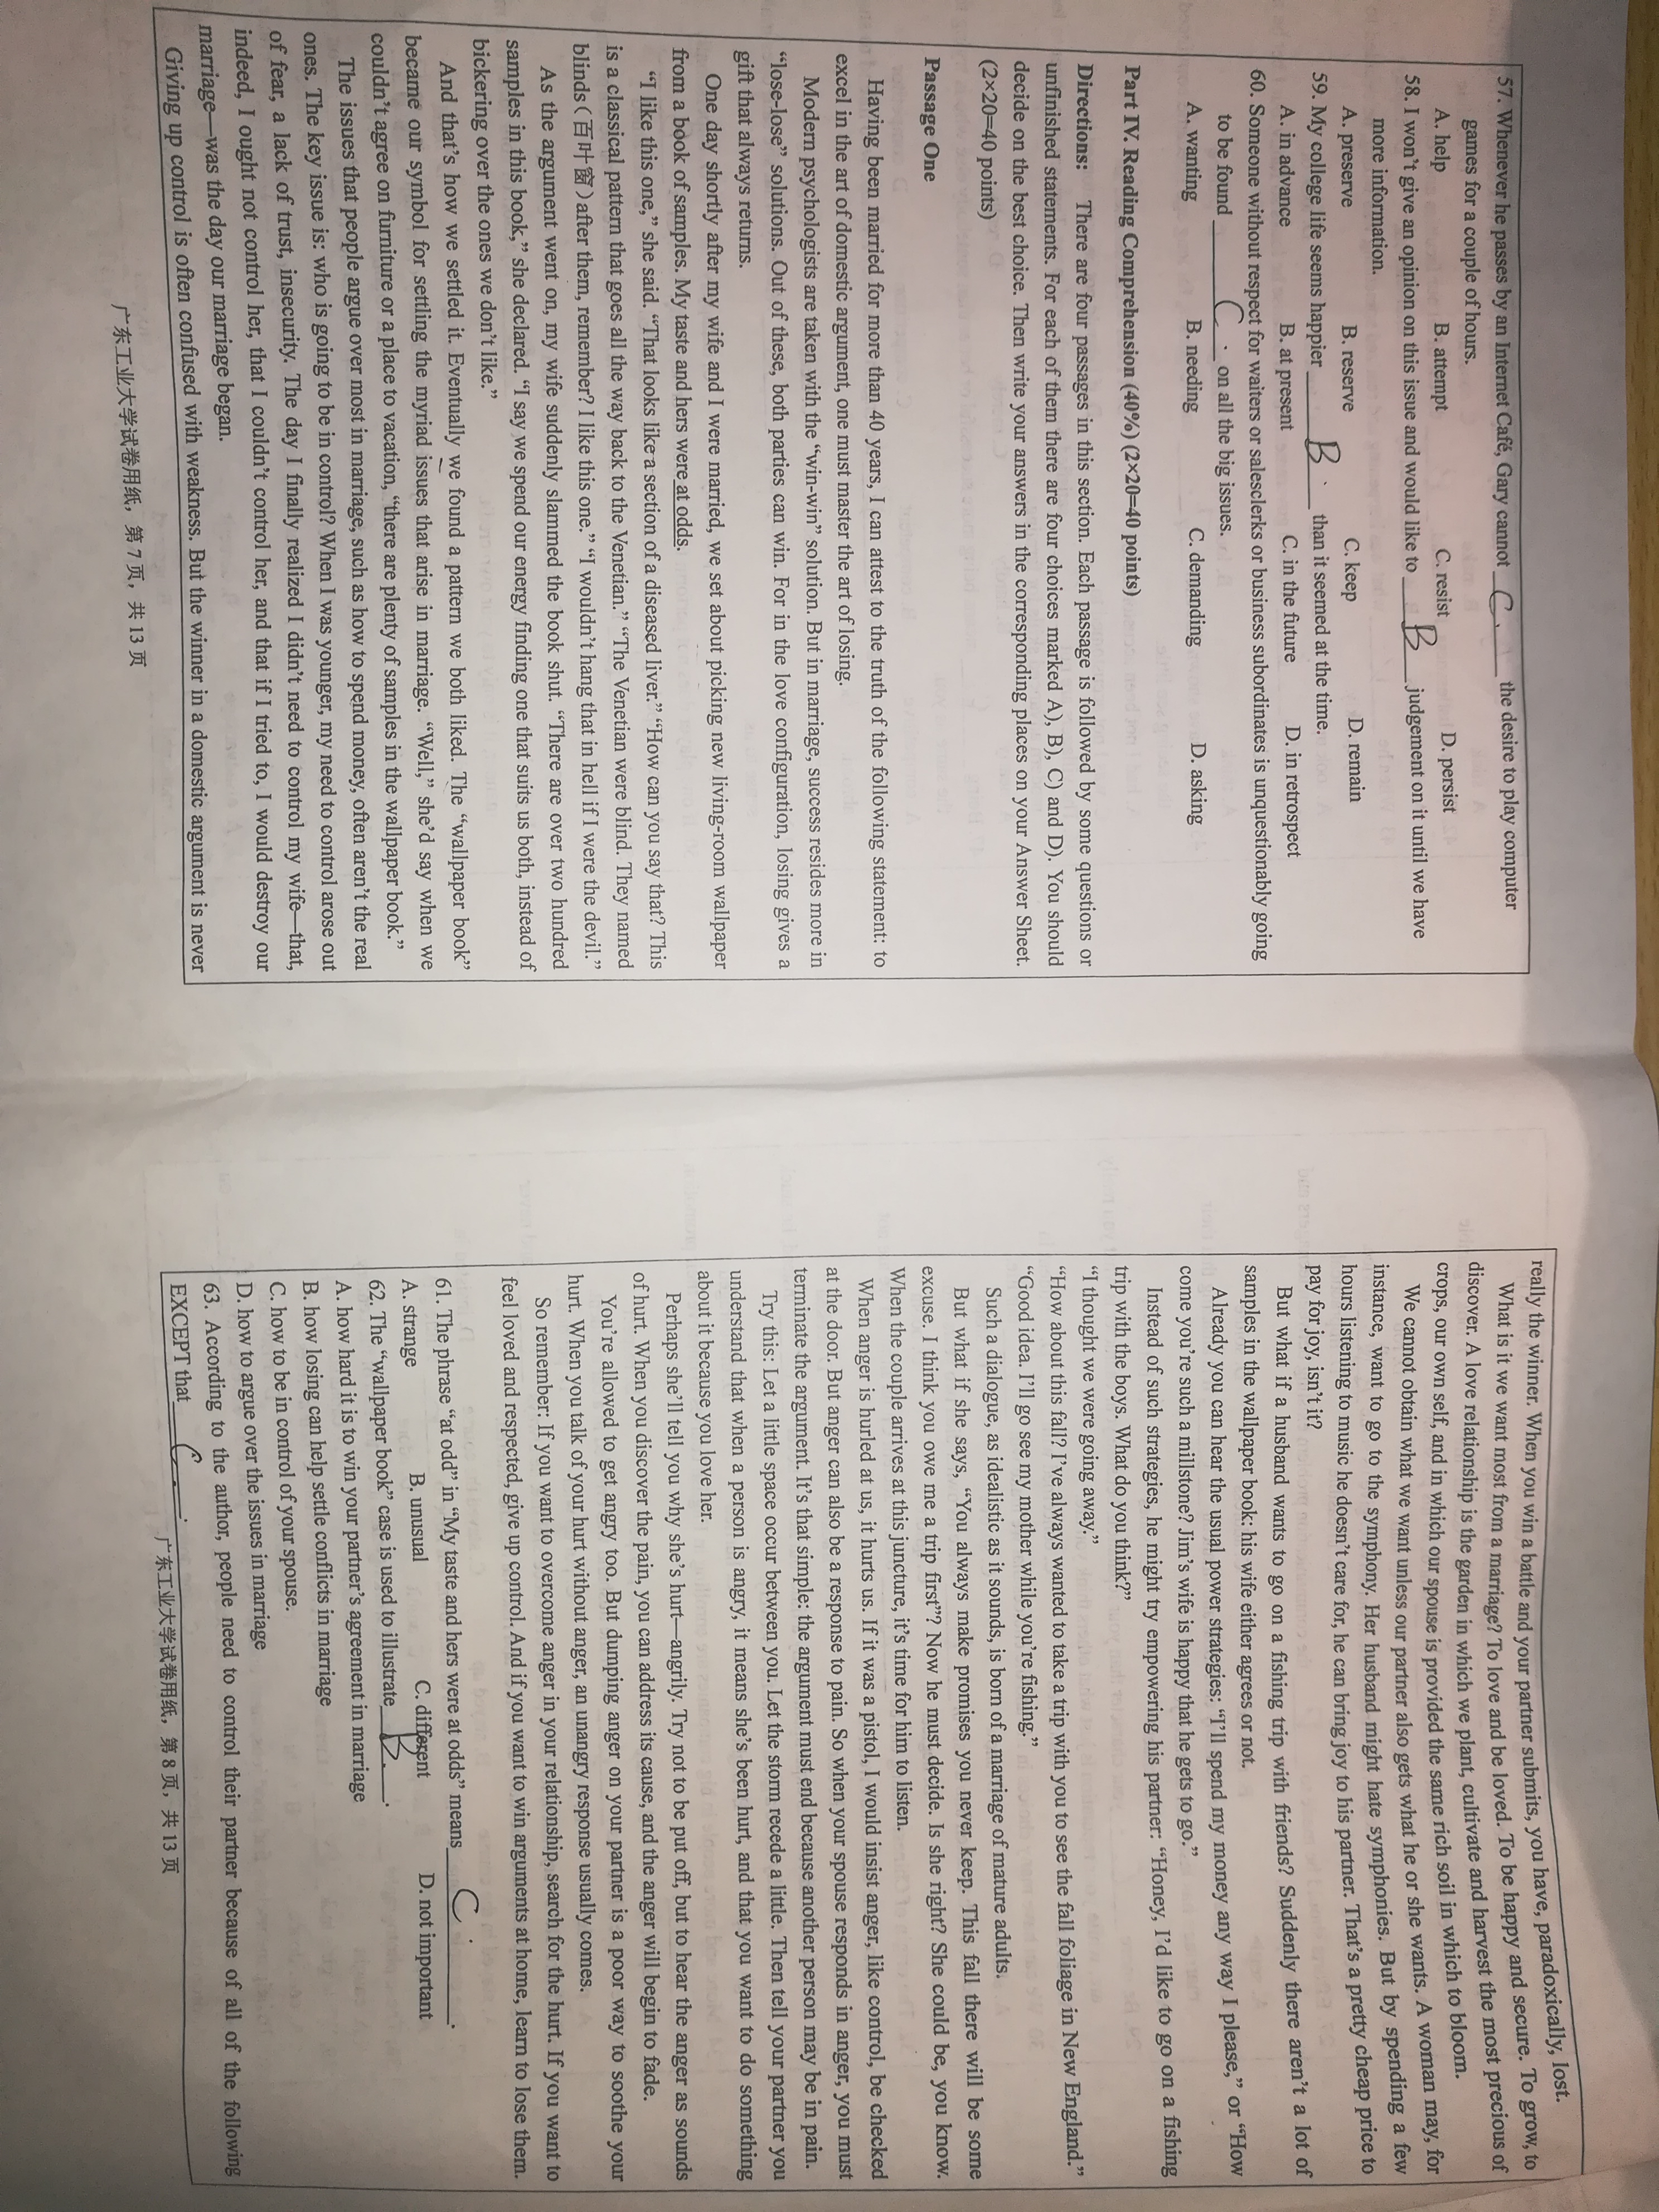 57. Whenever he passes by an Internet Café, Gary cannot C. the desire to play computer
games for a couple of hours.
A. help B. attempt C. resist D. persist
58. I won't give an opinion on this issue and would like to B judgement on it until we have
more information.
A. preserve B. reserve C. keep D. remain
59. My college life seems happier B. than it seemed at the time.
A. in advance B. at present C. in the future D. in retrospect
60. Someone without respect for waiters or salesclerks or business subordinates is unquestionably going
to be found C. on all the big issues.
A. wanting B. needing C. demanding D. asking
Part IV. Reading Comprehension (40%) (2×20=40 points)
Directions: There are four passages in this section. Each passage is followed by some questions or
unfinished statements. For each of them there are four choices marked A), B), C) and D). You should
decide on the best choice. Then write your answers in the corresponding places on your Answer Sheet.
(2×20=40 points)
Passage One
Having been married for more than 40 years, I can attest to the truth of the following statement: to
excel in the art of domestic argument, one must master the art of losing.
Modern psychologists are taken with the “win-win” solution. But in marriage, success resides more in
“lose-lose” solutions. Out of these, both parties can win. For in the love configuration, losing gives a
gift that always returns.
One day shortly after my wife and I were married, we set about picking new living-room wallpaper
from a book of samples. My taste and hers were at odds.
“I like this one,” she said. “That looks like a section of a diseased liver.” “How can you say that? This
is a classical pattern that goes all the way back to the Venetian.” “The Venetian were blind. They named
blinds(百叶窗)after them, remember? I like this one.” “I wouldn't hang that in hell if I were the devil.”
As the argument went on, my wife suddenly slammed the book shut. “There are over two hundred
samples in this book,” she declared. “I say we spend our energy finding one that suits us both, instead of
bickering over the ones we don't like.”
And that's how we settled it. Eventually we found a pattern we both liked. The “wallpaper book”
became our symbol for settling the myriad issues that arise in marriage. “Well,” she'd say when we
couldn't agree on furniture or a place to vacation, “there are plenty of samples in the wallpaper book.”
The issues that people argue over most in marriage, such as how to spend money, often aren't the real
ones. The key issue is: who is going to be in control? When I was younger, my need to control arose out
of fear, a lack of trust, insecurity. The day I finally realized I didn't need to control my wife—that,
indeed, I ought not control her, that I couldn't control her, and that if I tried to, I would destroy our
marriage—was the day our marriage began.
Giving up control is often confused with weakness. But the winner in a domestic argument is never
广东工业大学试卷用纸，第 7 页，共 13 页
really the winner. When you win a battle and your partner submits, you have, paradoxically, lost.
What is it we want most from a marriage? To love and be loved. To be happy and secure. To grow, to
discover. A love relationship is the garden in which we plant, cultivate and harvest the most precious of
crops, our own self, and in which our spouse is provided the same rich soil in which to bloom.
We cannot obtain what we want unless our partner also gets what he or she wants. A woman may, for
instance, want to go to the symphony. Her husband might hate symphonies. But by spending a few
hours listening to music he doesn't care for, he can bring joy to his partner. That's a pretty cheap price to
pay for joy, isn't it?
But what if a husband wants to go on a fishing trip with friends? Suddenly there aren't a lot of
samples in the wallpaper book: his wife either agrees or not.
Already you can hear the usual power strategies: “I'll spend my money any way I please,” or “How
come you're such a millstone? Jim's wife is happy that he gets to go.”
Instead of such strategies, he might try empowering his partner: “Honey, I'd like to go on a fishing
trip with the boys. What do you think?”
“I thought we were going away.”
“How about this fall? I've always wanted to take a trip with you to see the fall foliage in New England.”
“Good idea. I'll go see my mother while you're fishing.”
Such a dialogue, as idealistic as it sounds, is born of a marriage of mature adults.
But what if she says, “You always make promises you never keep. This fall there will be some
excuse. I think you owe me a trip first”? Now he must decide. Is she right? She could be, you know.
When the couple arrives at this juncture, it's time for him to listen.
When anger is hurled at us, it hurts us. If it was a pistol, I would insist anger, like control, be checked
at the door. But anger can also be a response to pain. So when your spouse responds in anger, you must
terminate the argument. It's that simple: the argument must end because another person may be in pain.
Try this: Let a little space occur between you. Let the storm recede a little. Then tell your partner you
understand that when a person is angry, it means she's been hurt, and that you want to do something
about it because you love her.
Perhaps she'll tell you why she's hurt—angrily. Try not to be put off, but to hear the anger as sounds
of hurt. When you discover the pain, you can address its cause, and the anger will begin to fade.
You're allowed to get angry too. But dumping anger on your partner is a poor way to soothe your
hurt. When you talk of your hurt without anger, an unangry response usually comes.
So remember: If you want to overcome anger in your relationship, search for the hurt. If you want to
feel loved and respected, give up control. And if you want to win arguments at home, learn to lose them.
61. The phrase “at odd” in “My taste and hers were at odds” means C.
A. strange B. unusual C. different D. not important
62. The “wallpaper book” case is used to illustrate B.
A. how hard it is to win your partner's agreement in marriage
B. how losing can help settle conflicts in marriage
C. how to be in control of your spouse.
D. how to argue over the issues in marriage
63. According to the author, people need to control their partner because of all of the following
EXCEPT that C.
广东工业大学试卷用纸，第 8 页，共 13 页